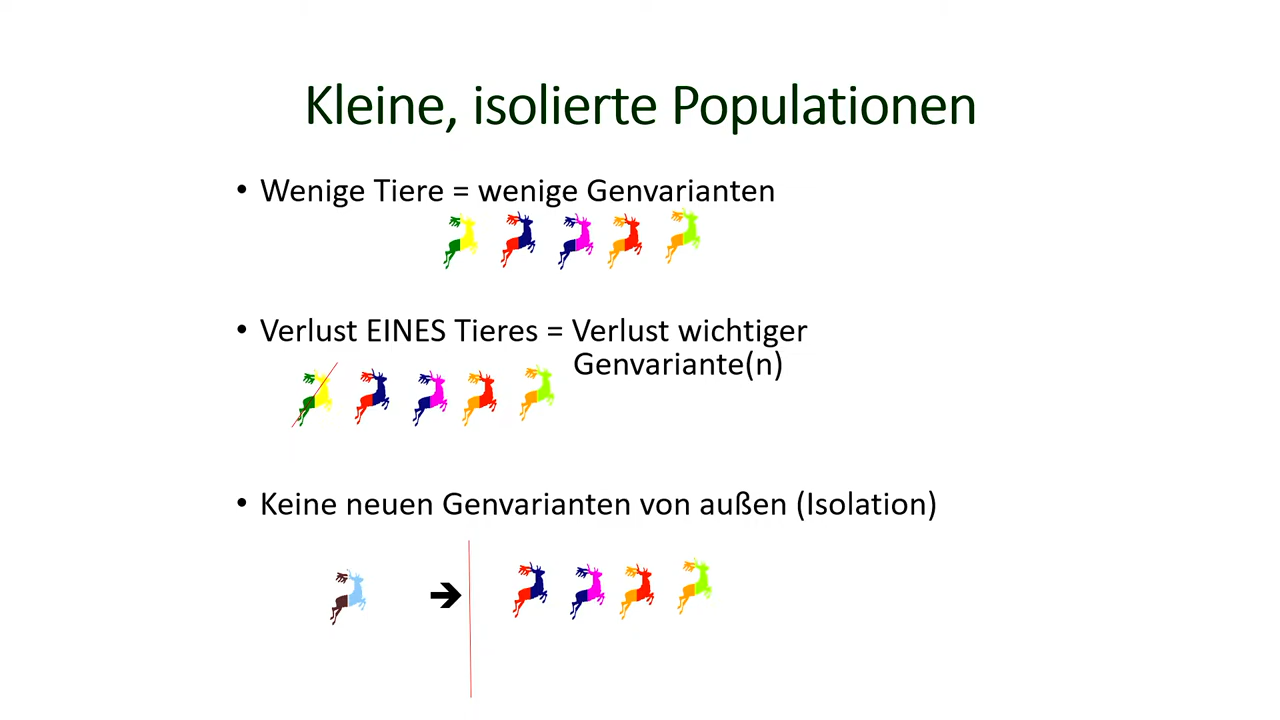 Kleine, isolierte Populationen
• Wenige Tiere = wenige Genvarianten
• Verlust EINES Tieres = Verlust wichtiger
Genvariante(n)
• Keine neuen Genvarianten von außen (Isolation)